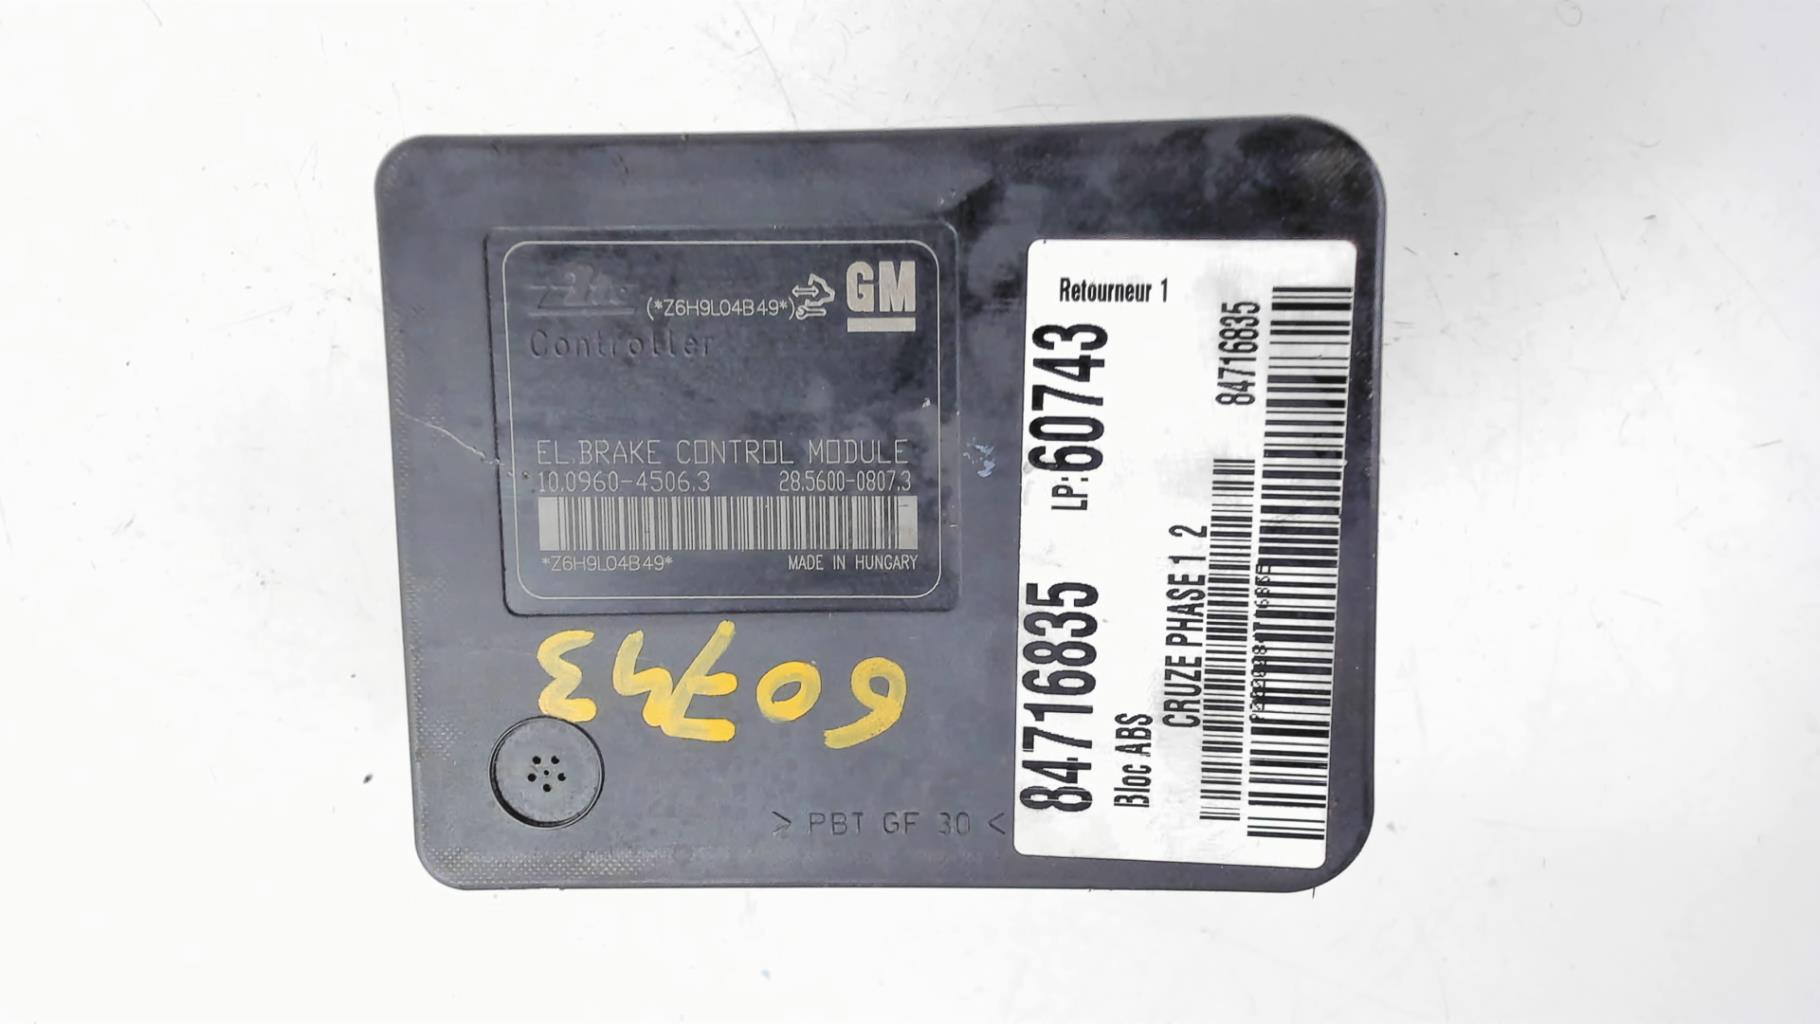 Ate
(*Z6H9L04B49*)
GM
Controller
EL.BRAKE CONTROL MODULE
10.0960-4506.3 28.5600-0807.3
*Z6H9L04B49*
MADE IN HUNGARY
60743
> PBT GF 30 <
Retourneur 1
84716835 LP:60743
Bloc ABS
CRUZE PHASE 1 2
84716835